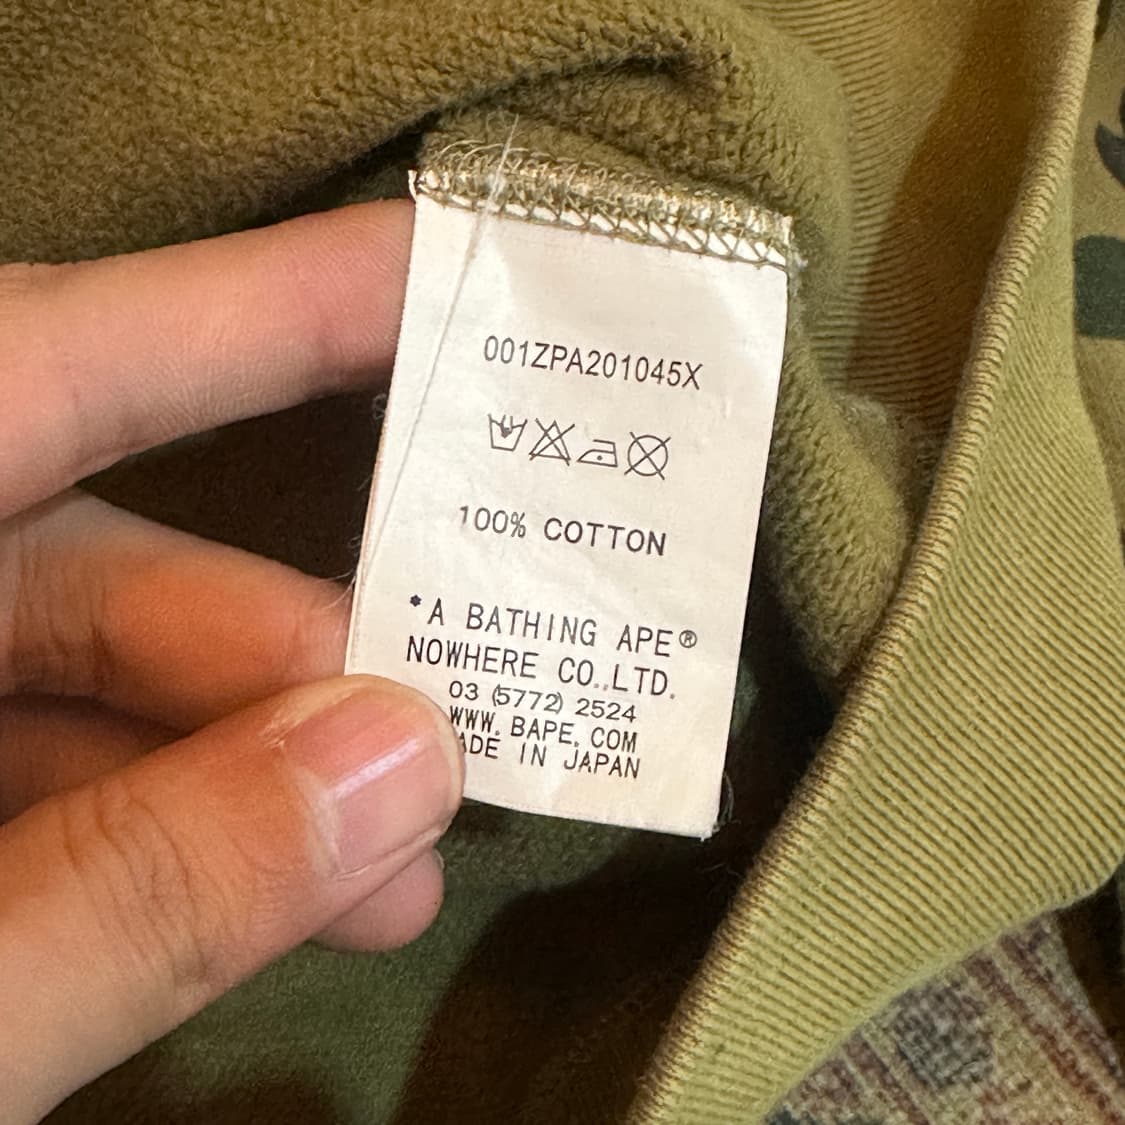 001ZPA201045X
100% COTTON
*A BATHING APE®
NOWHERE CO.,LTD.
03 (5772) 2524
WWW. BAPE. COM
ADE IN JAPAN